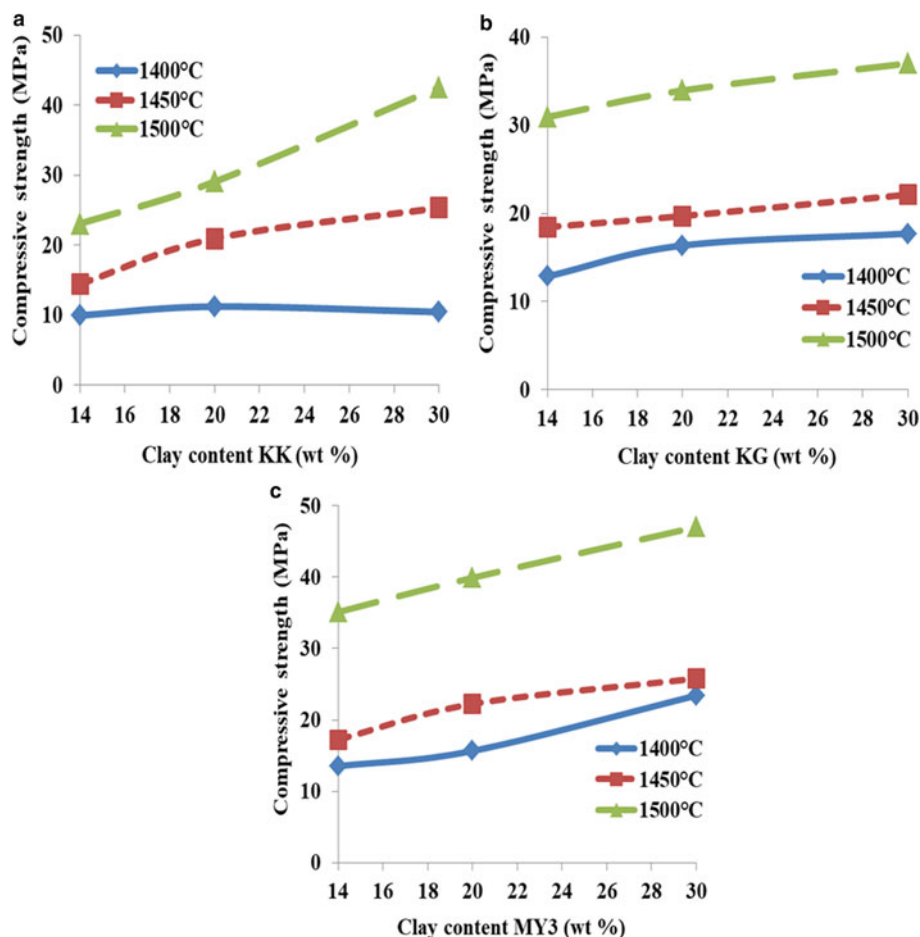 a
Compressive strength (MPa)
50
40
30
20
10
0
1400°C
1450°C
1500°C
14 16 18 20 22 24 26 28 30
Clay content KK (wt %)
b
Compressive strength (MPa)
40
30
20
10
0
1400°C
1450°C
1500°C
14 16 18 20 22 24 26 28 30
Clay content KG (wt %)
c
Compressive strength (MPa)
50
40
30
20
10
0
1400°C
1450°C
1500°C
14 16 18 20 22 24 26 28 30
Clay content MY3 (wt %)